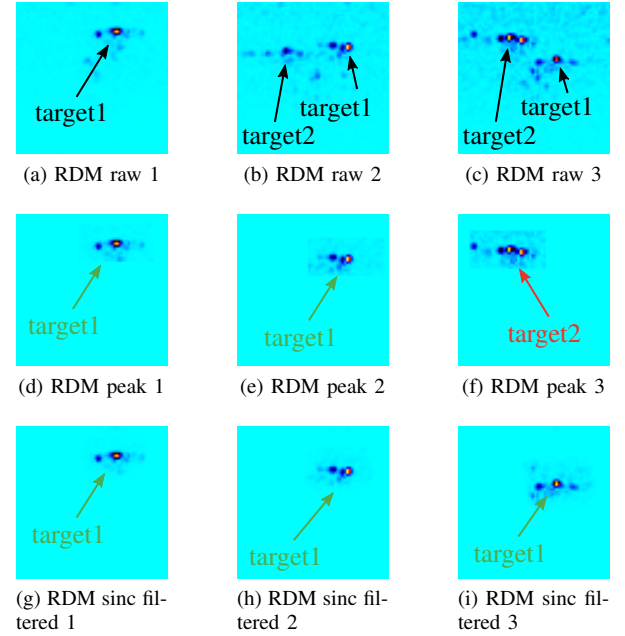 target1
target2
target1
target2
target1
(a) RDM raw 1
(b) RDM raw 2
(c) RDM raw 3
target1
target1
target2
(d) RDM peak 1
(e) RDM peak 2
(f) RDM peak 3
target1
target1
target1
(g) RDM sinc fil-
tered 1
(h) RDM sinc fil-
tered 2
(i) RDM sinc fil-
tered 3